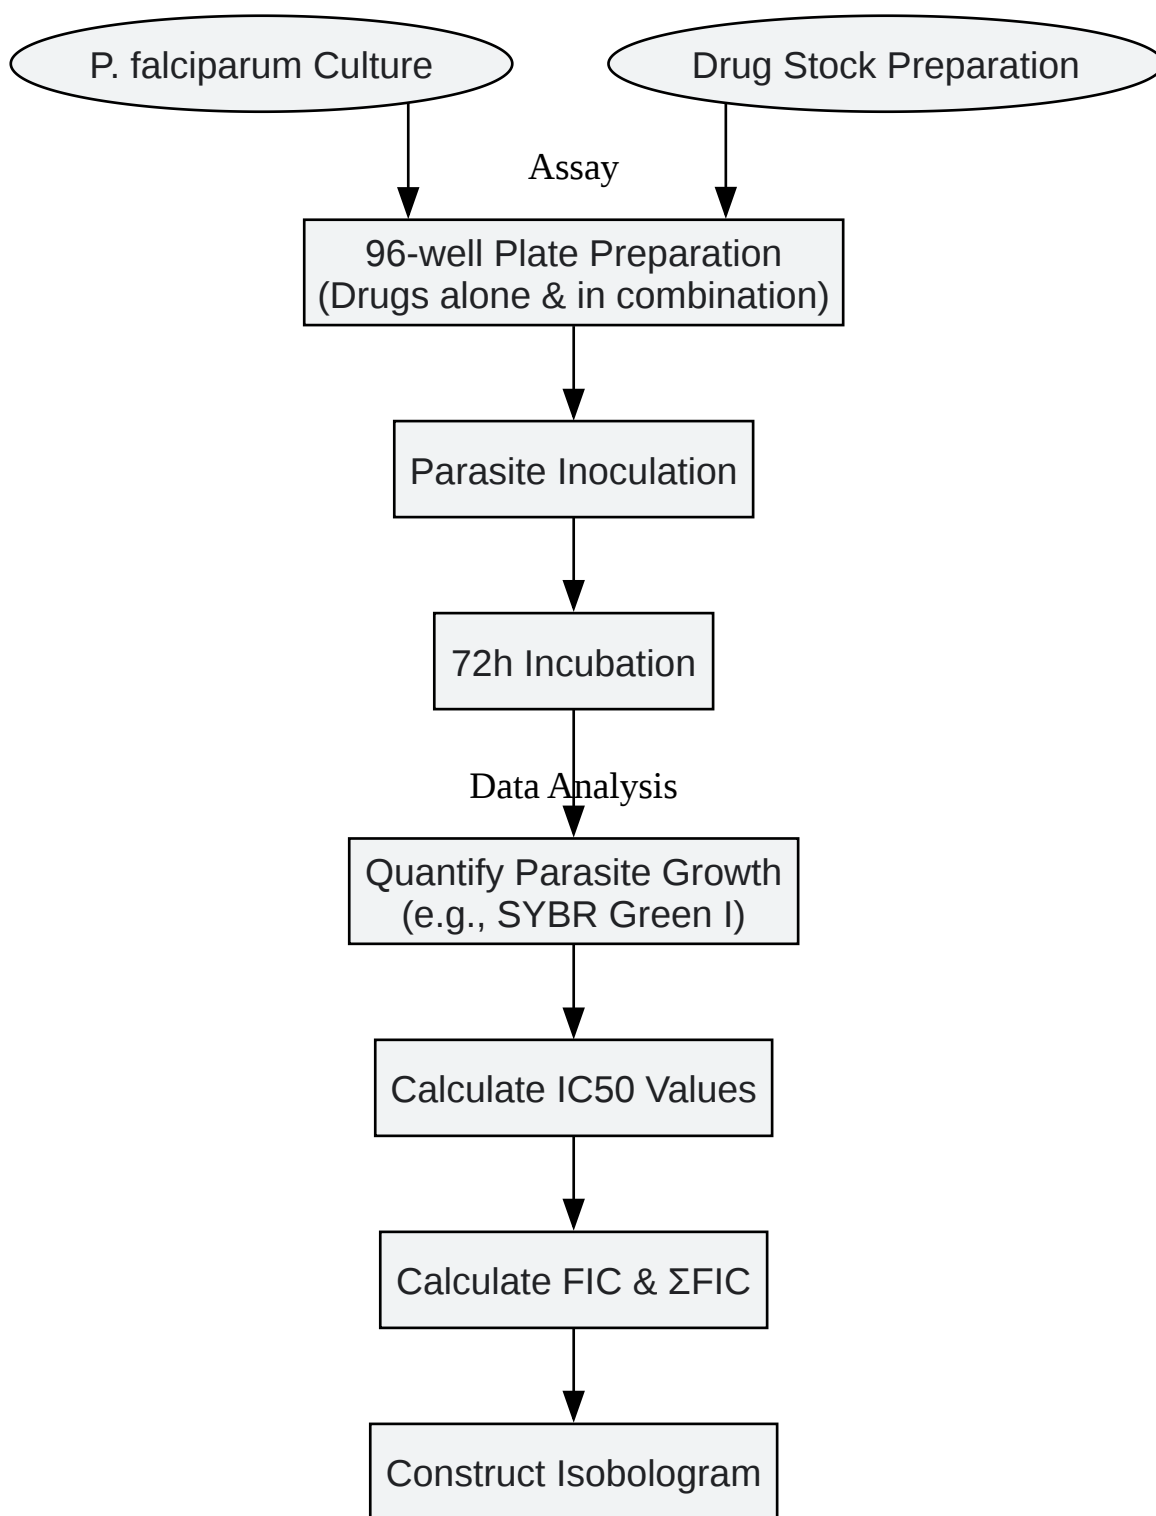 P. falciparum Culture
Drug Stock Preparation
Assay
96-well Plate Preparation
(Drugs alone & in combination)
Parasite Inoculation
72h Incubation
Data Analysis
Quantify Parasite Growth
(e.g., SYBR Green I)
Calculate IC50 Values
Calculate FIC & ΣFIC
Construct Isobologram